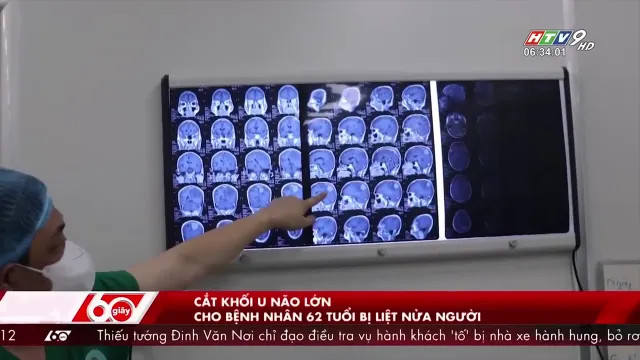 HTV9 HD
06:34:01
60 giây
CẮT KHỐI U NÃO LỚN
CHO BỆNH NHÂN 62 TUỔI BỊ LIỆT NỬA NGƯỜI
12 60giây Thiếu tướng Đinh Văn Nơi chỉ đạo điều tra vụ hành khách 'tố' bị nhà xe hành hung, bỏ rơ